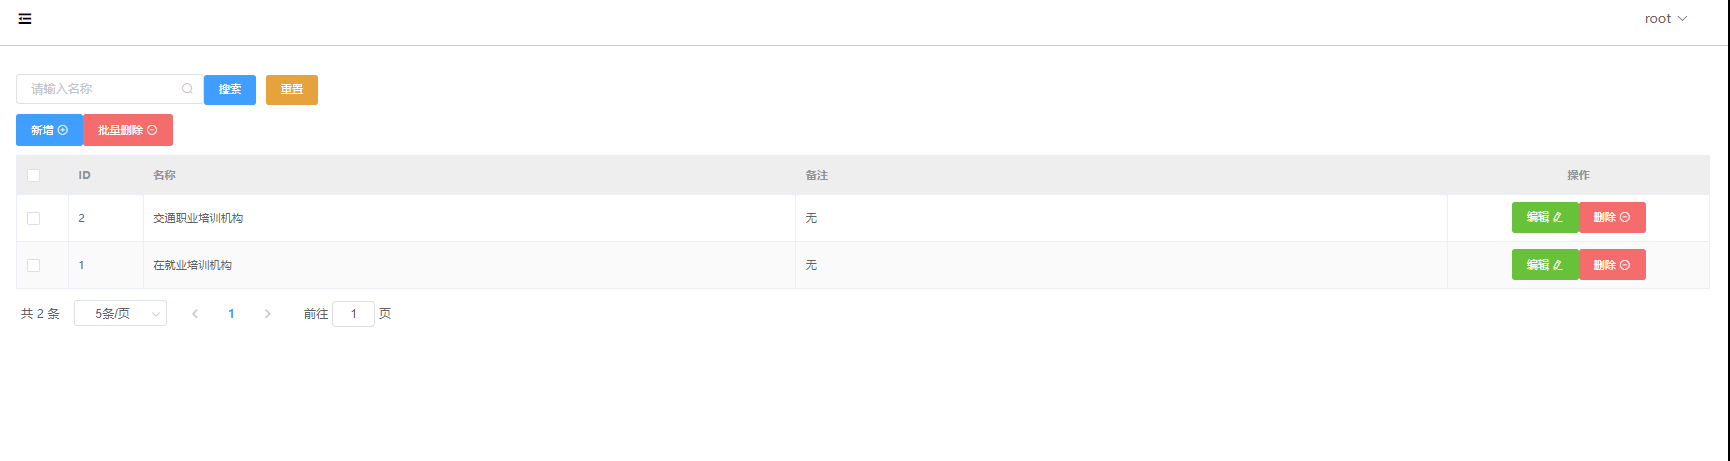 root
请输入名称 搜索 重置
新增 批量删除
ID 名称 备注 操作
2 交通职业培训机构 无 编辑 删除
1 在就业培训机构 无 编辑 删除
共 2 条 5条/页 1 前往 1 页